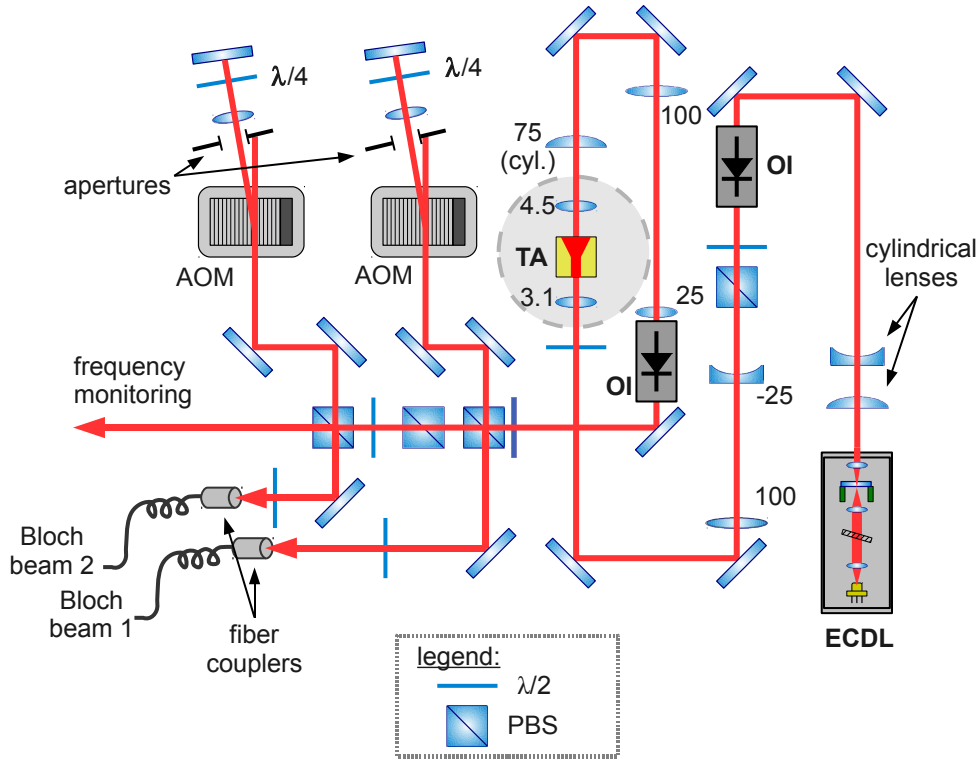 λ/4
λ/4
apertures
AOM
AOM
75
(cyl.)
4.5
TA
3.1
100
25
OI
OI
-25
100
cylindrical
lenses
ECDL
frequency
monitoring
Bloch
beam 2
Bloch
beam 1
fiber
couplers
legend:
λ/2
PBS